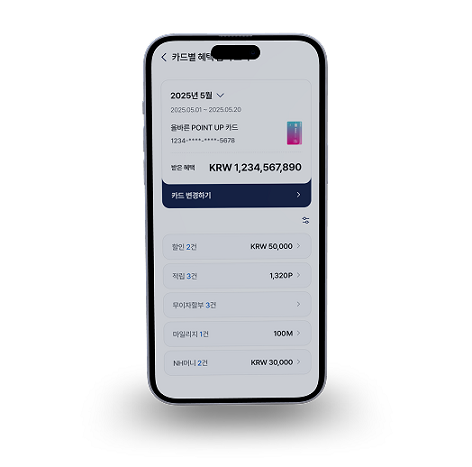 카드별 혜택
2025년 5월
2025.05.01 ~ 2025.05.20
올바른 POINT UP 카드
1234-****-****-5678
받은 혜택 KRW 1,234,567,890
카드 변경하기
할인 2건 KRW 50,000
적립 3건 1,320P
무이자할부 3건
마일리지 1건 100M
NH머니 2건 KRW 30,000